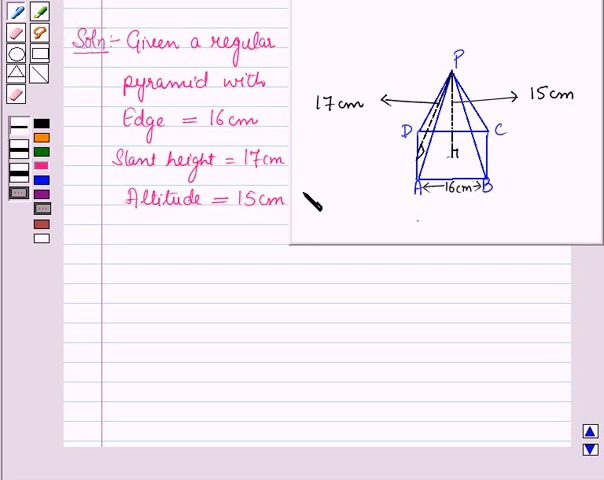 Soln:- Given a regular
pyramid with
Edge = 16cm
Slant height = 17cm
Altitude = 15cm
P
17cm
15cm
D
C
A
16cm
B